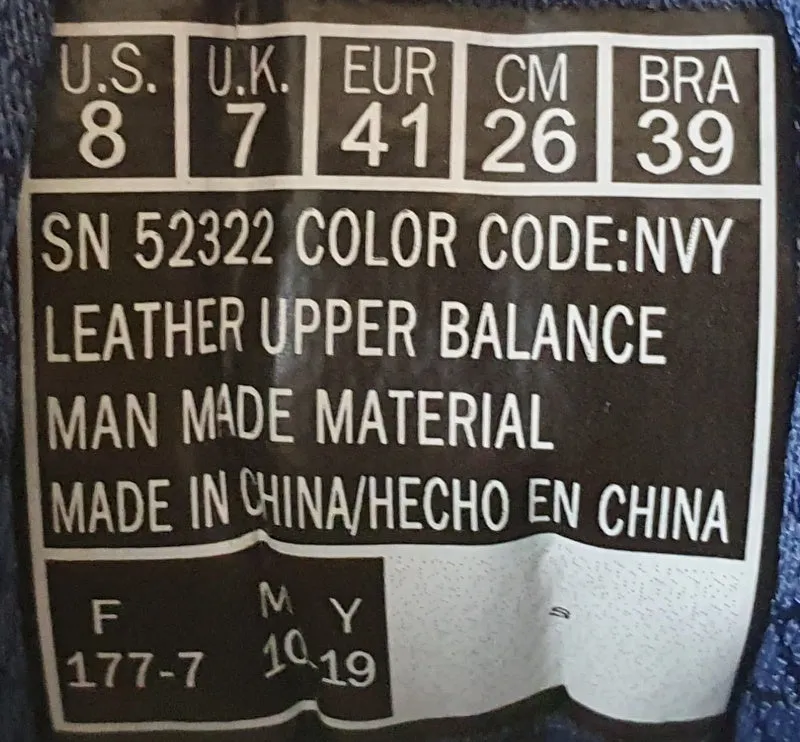 U.S. U.K. EUR CM BRA
8 7 41 26 39
SN 52322 COLOR CODE:NVY
LEATHER UPPER BALANCE
MAN MADE MATERIAL
MADE IN CHINA/HECHO EN CHINA
F M Y
177-7 10 19